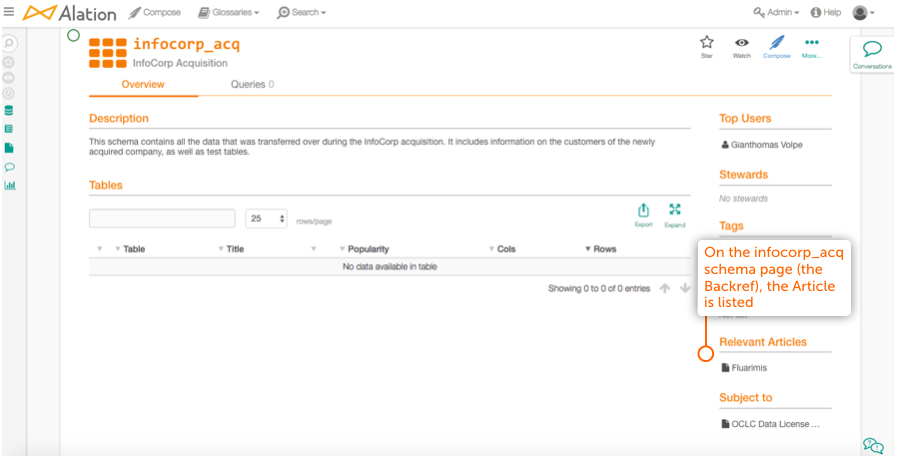 Alation Compose Glossaries Search Admin Help
infocorp_acq
InfoCorp Acquisition
Star Watch Compose More...
Conversations
Overview Queries 0
Description
This schema contains all the data that was transferred over during the InfoCorp acquisition. It includes information on the customers of the newly
acquired company, as well as test tables.
Tables
25 rows/page
Export Expand
Table Title Popularity Cols Rows
No data available in table
Showing 0 to 0 of 0 entries
Top Users
Gianthomas Volpe
Stewards
No stewards
Tags
On the infocorp_acq
schema page (the
Backref), the Article
is listed
Relevant Articles
Fluarimis
Subject to
OCLC Data License ...